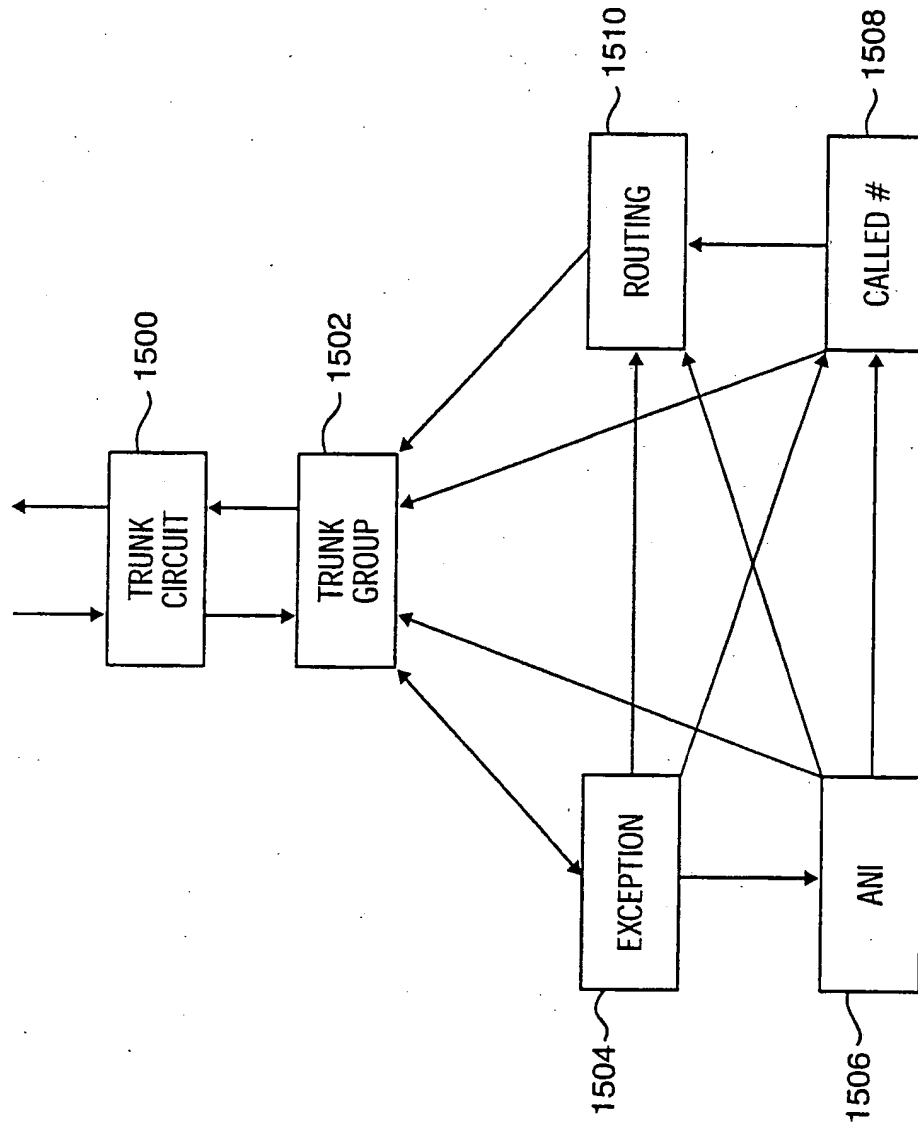 1500
TRUNK
CIRCUIT
1502
TRUNK
GROUP
1504
EXCEPTION
ROUTING
1510
1506
ANI
CALLED #
1508